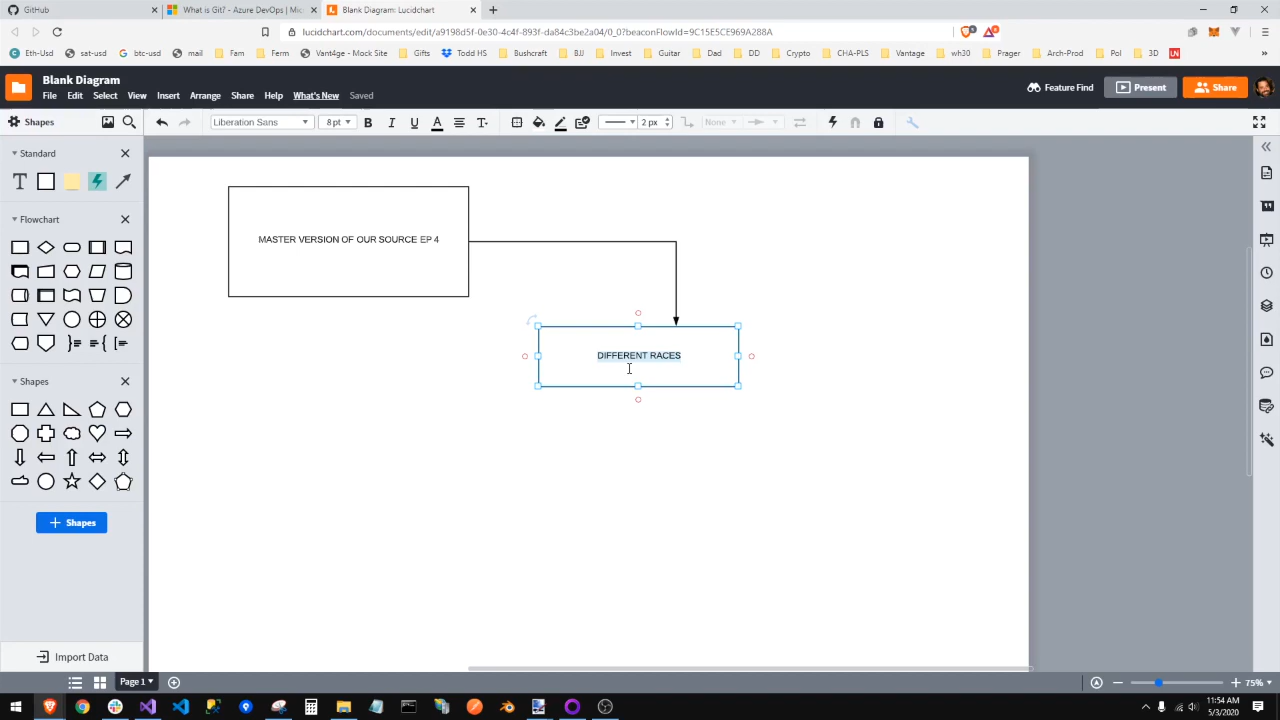 GitHub
What is Git? - Azure DevOps | Mic
Blank Diagram: Lucidchart
lucidchart.com/documents/edit/a9198d5f-0e30-4c4f-893f-da84c3be2a04/0_0?beaconFlowId=9C15E5CE969A288A
Eth-Usd
sat-usd
btc-usd
mail
Fam
Vant4ge - Mock Site
Gifts
Todd HS
Bushcraft
BJJ
Invest
Guitar
Dad
DD
Crypto
CHA-PLS
Vantage
wh30
Prager
Arch-Prod
Pol
3D
Blank Diagram
File Edit Select View Insert Arrange Share Help What's New Saved
Feature Find
Present
Share
Shapes
Liberation Sans
8 pt
2 px
None
Standard
Flowchart
Shapes
+ Shapes
Import Data
MASTER VERSION OF OUR SOURCE EP 4
DIFFERENT RACES
Page 1
75%
11:54 AM
5/3/2020